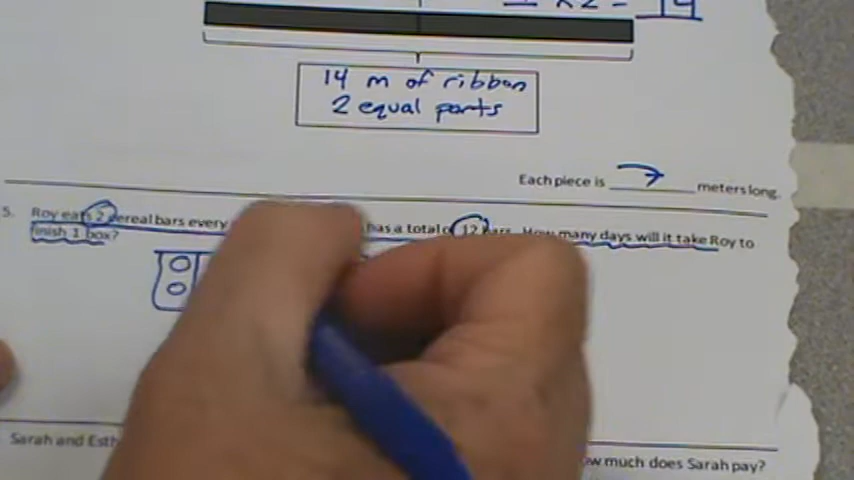 x 2 = 14
14 m of ribbon
2 equal parts
Each piece is ________ meters long.
5. Roy eats 2 cereal bars every has a total 12 bars. How many days will it take Roy to
finish 1 box?
Sarah and Esth ow much does Sarah pay?